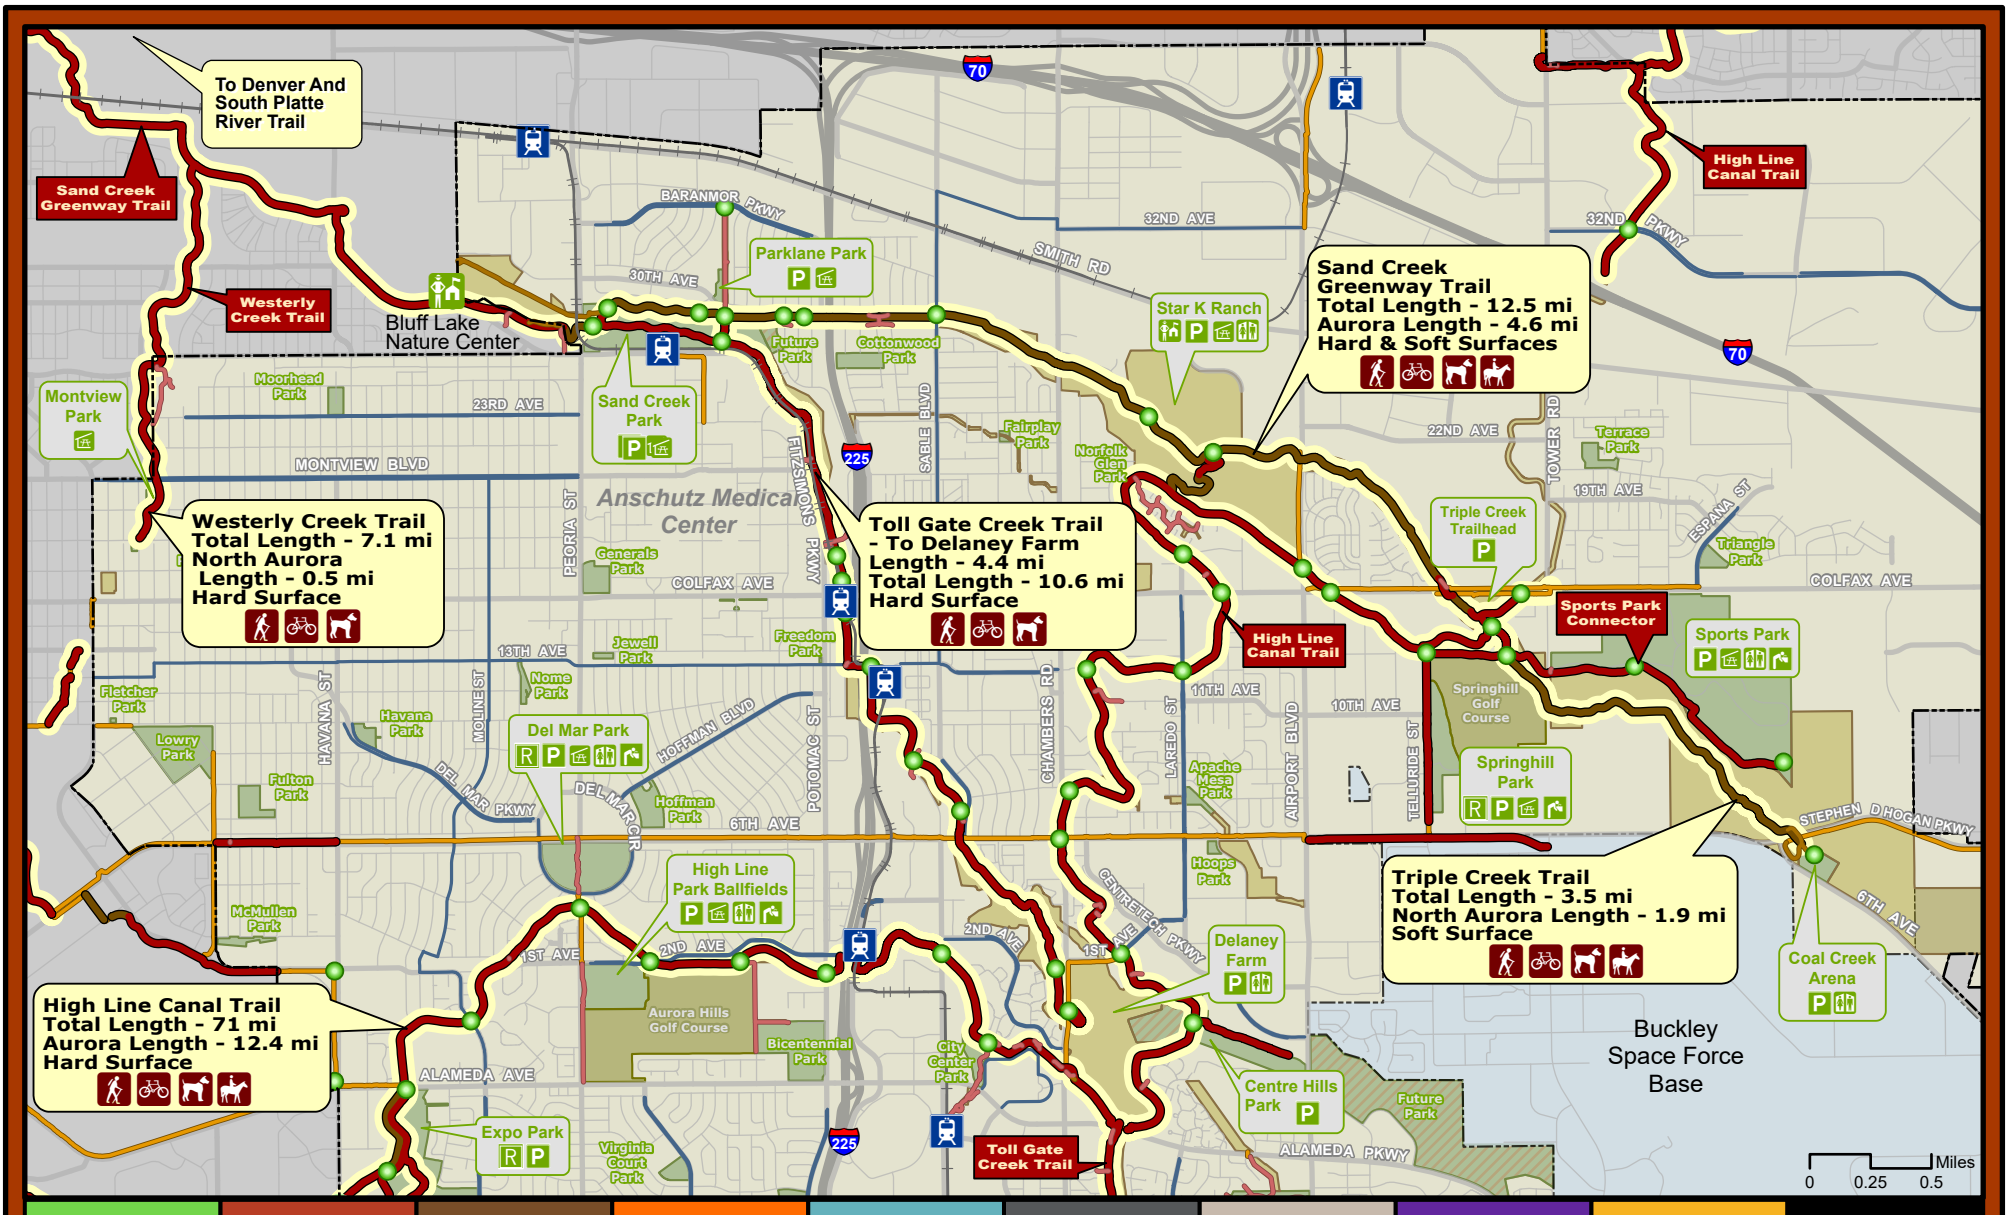 To Denver And
South Platte
River Trail
70
Sand Creek
Greenway Trail
High Line
Canal Trail
BARANMOR PKWY
32ND AVE
32ND PKWY
SMITH RD
Parklane Park
P
30TH AVE
Westerly
Creek Trail
Bluff Lake
Nature Center
Sand Creek
Greenway Trail
Total Length - 12.5 mi
Aurora Length - 4.6 mi
Hard & Soft Surfaces
Star K Ranch
P
Future
Park
Cottonwood
Park
70
Moorhead
Park
Montview
Park
23RD AVE
Sand Creek
Park
P
SABLE BLVD
FITZSIMONS PKWY
225
Fairplay
Park
Norfolk
Glen
Park
22ND AVE
TOWER RD
Terrace
Park
MONTVIEW BLVD
Anschutz Medical
Center
PEORIA ST
19TH AVE
ESPANA ST
Triple Creek
Trailhead
P
Triangle
Park
Westerly Creek Trail
Total Length - 7.1 mi
North Aurora
Length - 0.5 mi
Hard Surface
Toll Gate Creek Trail
- To Delaney Farm
Length - 4.4 mi
Total Length - 10.6 mi
Hard Surface
Generals
Park
COLFAX AVE
COLFAX AVE
Sports Park
Connector
Sports Park
P
High Line
Canal Trail
Jewell
Park
Freedom
Park
13TH AVE
Nome
Park
Fletcher
Park
HAVANA ST
MOLINE ST
Havana
Park
Lowry
Park
Del Mar Park
R P
HOFFMAN BLVD
POTOMAC ST
CHAMBERS RD
LAREDO ST
11TH AVE
AIRPORT BLVD
10TH AVE
TELLURIDE ST
Springhill
Golf
Course
Springhill
Park
R P
Fulton
Park
DEL MAR PKWY
DEL MAR CIR
Hoffman
Park
6TH AVE
Apache
Mesa
Park
STEPHEN D HOGAN PKWY
High Line
Park Ballfields
P
Hoops
Park
CENTRETECH PKWY
Triple Creek Trail
Total Length - 3.5 mi
North Aurora Length - 1.9 mi
Soft Surface
6TH AVE
McMullen
Park
1ST AVE
2ND AVE
2ND AVE
1ST AVE
Delaney
Farm
P
Coal Creek
Arena
P
High Line Canal Trail
Total Length - 71 mi
Aurora Length - 12.4 mi
Hard Surface
Aurora Hills
Golf Course
Bicentennial
Park
City
Center
Park
Buckley
Space Force
Base
ALAMEDA AVE
Centre Hills
Park P
Future
Park
Expo Park
R P
Virginia
Court
Park
225
Toll Gate
Creek Trail
ALAMEDA PKWY
Miles
0 0.25 0.5